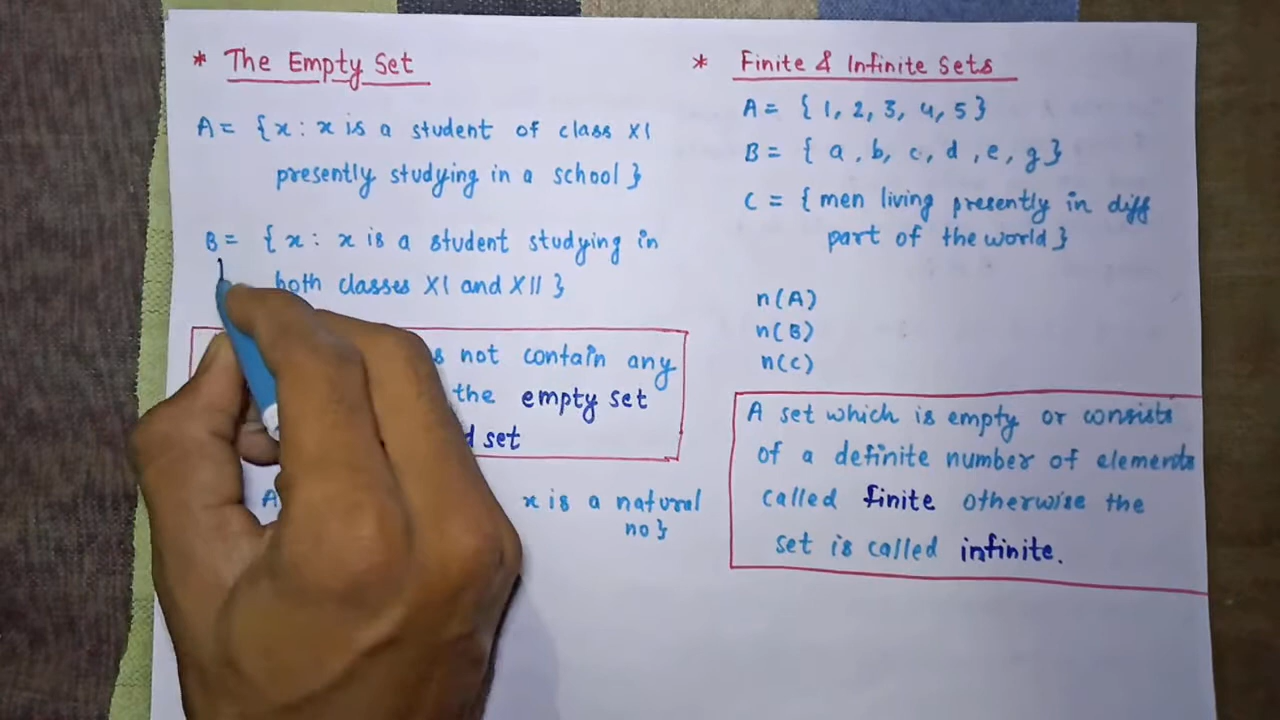 * The Empty Set
A = { x : x is a student of class XI
presently studying in a school }
B = { x : x is a student studying in
both classes XI and XII }
not contain any
the empty set
set
A
x is a natural
no }
* Finite & Infinite Sets
A = { 1, 2, 3, 4, 5 }
B = { a, b, c, d, e, g }
C = { men living presently in diff
part of the world }
n(A)
n(B)
n(C)
A set which is empty or consists
of a definite number of elements
called finite otherwise the
set is called infinite.